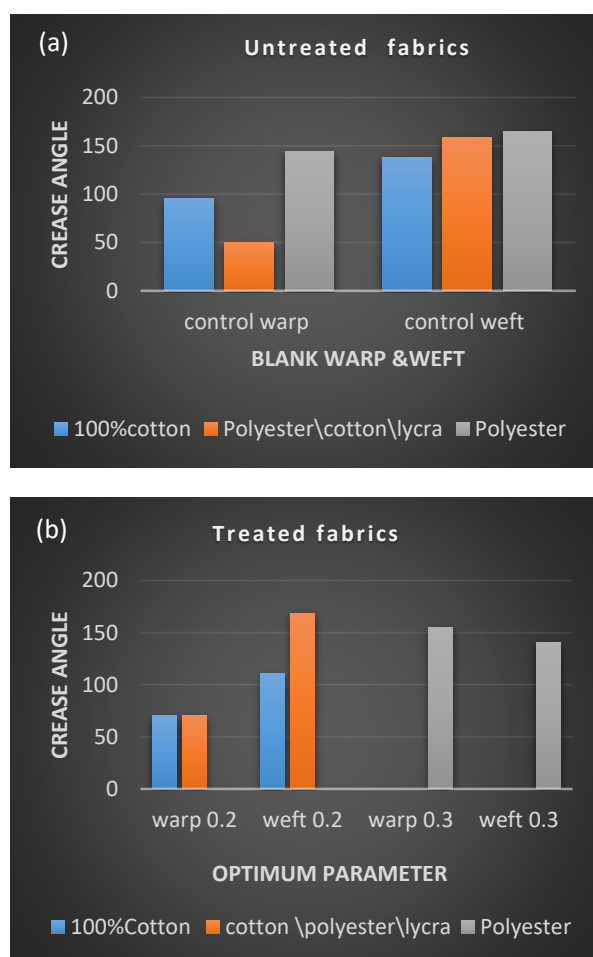 (a)
Untreated fabrics
CREASE ANGLE
200
150
100
50
0
control warp control weft
BLANK WARP &WEFT
100%cotton Polyester\cotton\lycra Polyester
(b)
Treated fabrics
CREASE ANGLE
200
150
100
50
0
warp 0.2 weft 0.2 warp 0.3 weft 0.3
OPTIMUM PARAMETER
100%Cotton cotton \polyester\lycra Polyester